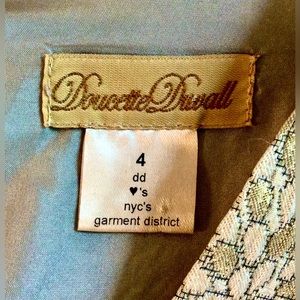 Doucette Duvall
4
dd
♥'s
nyc's
garment district